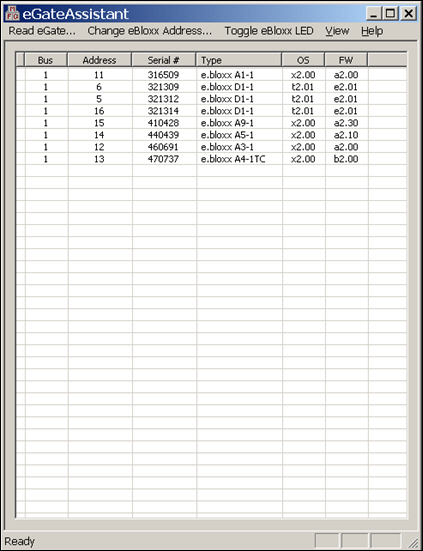 eGateAssistant
Read eGate... Change eBloxx Address... Toggle eBloxx LED View Help
Bus Address Serial # Type OS FW
1 11 316509 e.bloxx A1-1 x2.00 a2.00
1 6 321309 e.bloxx D1-1 t2.01 e2.01
1 5 321312 e.bloxx D1-1 t2.01 e2.01
1 16 321314 e.bloxx D1-1 t2.01 e2.01
1 15 410428 e.bloxx A9-1 x2.00 a2.30
1 14 440439 e.bloxx A5-1 x2.00 a2.10
1 12 460691 e.bloxx A3-1 x2.00 a2.00
1 13 470737 e.bloxx A4-1TC x2.00 b2.00
Ready